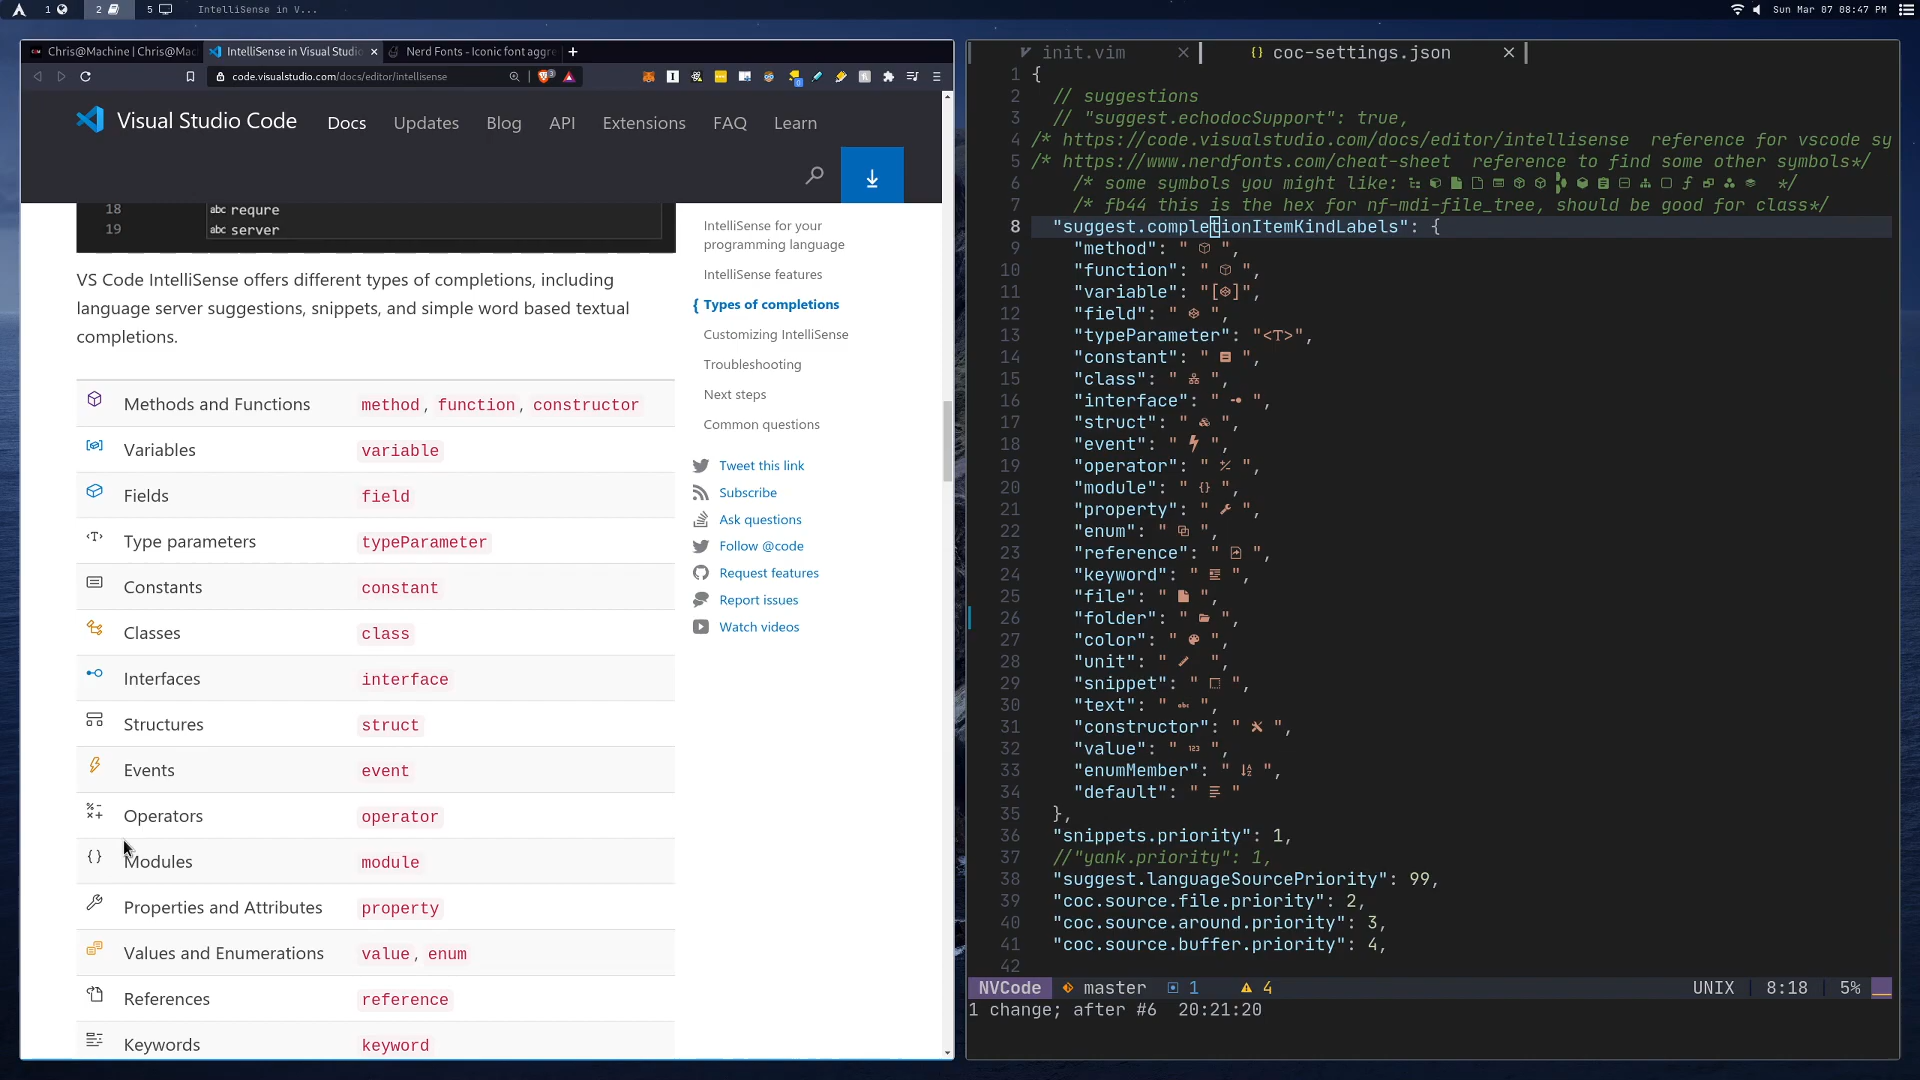 1
2
5
IntelliSense in V...
Sun Mar 07 08:47 PM
Chris@Machine | Chris@Mac
IntelliSense in Visual Studio
Nerd Fonts - Iconic font aggre
code.visualstudio.com/docs/editor/intellisense
Visual Studio Code
Docs
Updates
Blog
API
Extensions
FAQ
Learn
18 abc requre
19 abc server
VS Code IntelliSense offers different types of completions, including
language server suggestions, snippets, and simple word based textual
completions.
Methods and Functions method, function, constructor
Variables variable
Fields field
Type parameters typeParameter
Constants constant
Classes class
Interfaces interface
Structures struct
Events event
Operators operator
Modules module
Properties and Attributes property
Values and Enumerations value, enum
References reference
Keywords keyword
IntelliSense for your
programming language
IntelliSense features
{ Types of completions
Customizing IntelliSense
Troubleshooting
Next steps
Common questions
Tweet this link
Subscribe
Ask questions
Follow @code
Request features
Report issues
Watch videos
init.vim
{} coc-settings.json
1 {
2 // suggestions
3 // "suggest.echodocSupport": true,
4 /* https://code.visualstudio.com/docs/editor/intellisense reference for vscode sy
5 /* https://www.nerdfonts.com/cheat-sheet reference to find some other symbols*/
6 /* some symbols you might like: */
7 /* fb44 this is the hex for nf-mdi-file_tree, should be good for class*/
8 "suggest.completionItemKindLabels": {
9 "method": " ",
10 "function": " ",
11 "variable": "[ ]",
12 "field": " ",
13 "typeParameter": "<T>",
14 "constant": " ",
15 "class": " ",
16 "interface": " ",
17 "struct": " ",
18 "event": " ",
19 "operator": " ",
20 "module": " {} ",
21 "property": " ",
22 "enum": " ",
23 "reference": " ",
24 "keyword": " ",
25 "file": " ",
26 "folder": " ",
27 "color": " ",
28 "unit": " ",
29 "snippet": " ",
30 "text": " abc ",
31 "constructor": " ",
32 "value": " 123 ",
33 "enumMember": " ",
34 "default": " "
35 },
36 "snippets.priority": 1,
37 //"yank.priority": 1,
38 "suggest.languageSourcePriority": 99,
39 "coc.source.file.priority": 2,
40 "coc.source.around.priority": 3,
41 "coc.source.buffer.priority": 4,
42
NVCode master 1 4 UNIX 8:18 5%
1 change; after #6 20:21:20